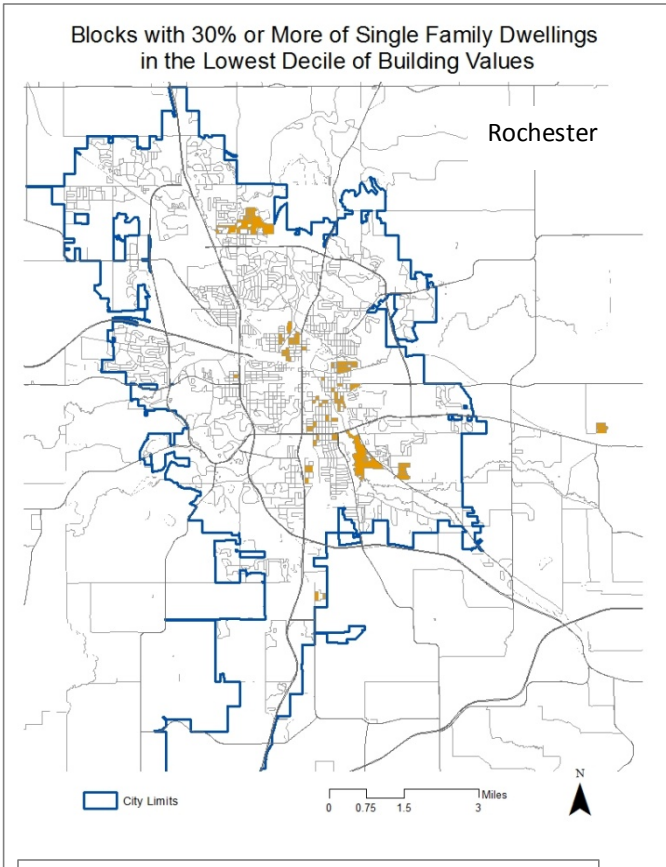 Blocks with 30% or More of Single Family Dwellings
in the Lowest Decile of Building Values
Rochester
City Limits
Miles
0 0.75 1.5 3
N